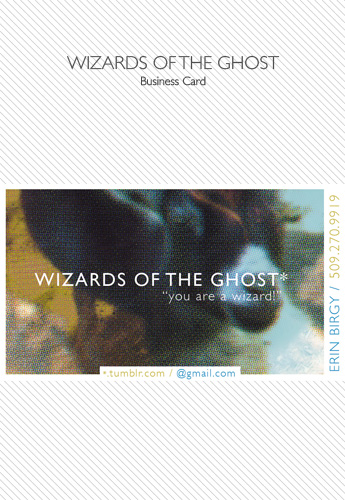 WIZARDS OF THE GHOST
Business Card
WIZARDS OF THE GHOST*
"you are a wizard!"
*.tumblr.com / @gmail.com
ERIN BIRGY / 509.270.9919